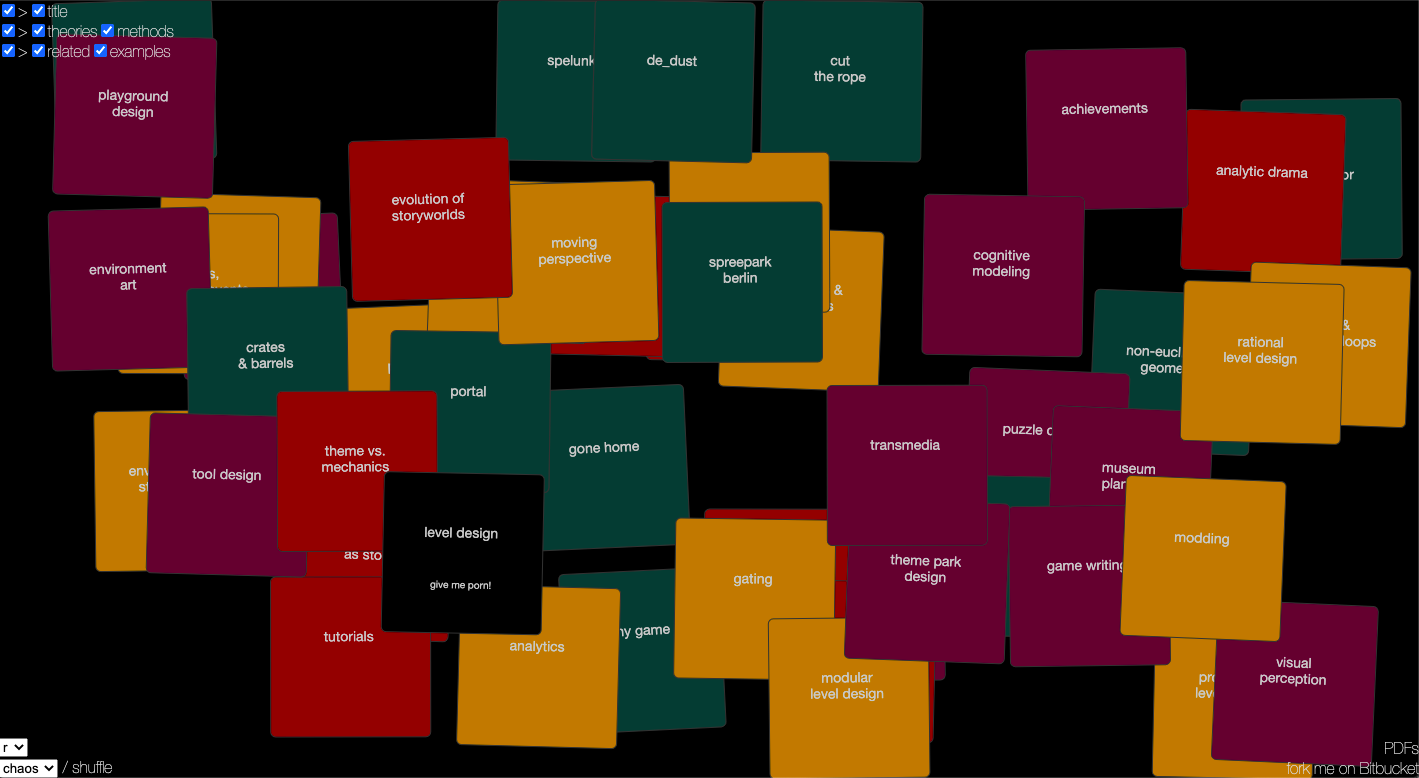 > title
> theories methods
> related examples
playground
design
spelunk
de_dust
cut
the rope
achievements
analytic drama
or
evolution of
storyworlds
moving
perspective
spreepark
berlin
&
s
cognitive
modeling
environment
art
s,
crates
& barrels
portal
non-eucl
geome
rational
level design
&
loops
gone home
transmedia
puzzle d
museum
plan
env
st
tool design
theme vs.
mechanics
as sto
level design
give me porn!
gating
theme park
design
game writing
modding
tutorials
analytics
ny game
modular
level design
pro
leve
visual
perception
r
chaos / shuffle
PDFs
fork me on Bitbucket